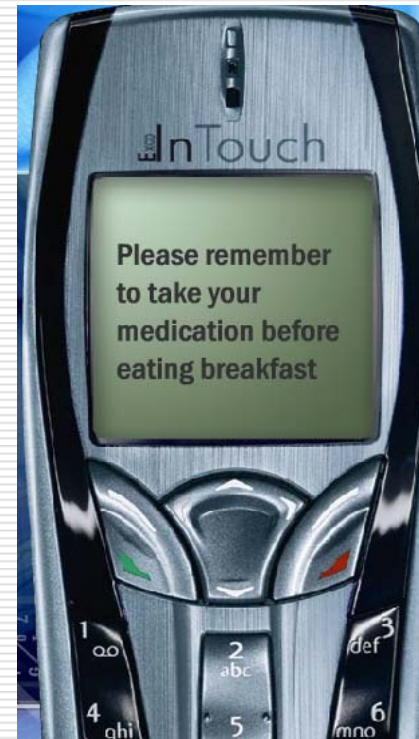 Exco InTouch
Please remember
to take your
medication before
eating breakfast
1
2
abc
3
def
4
ghi
5
6
mno